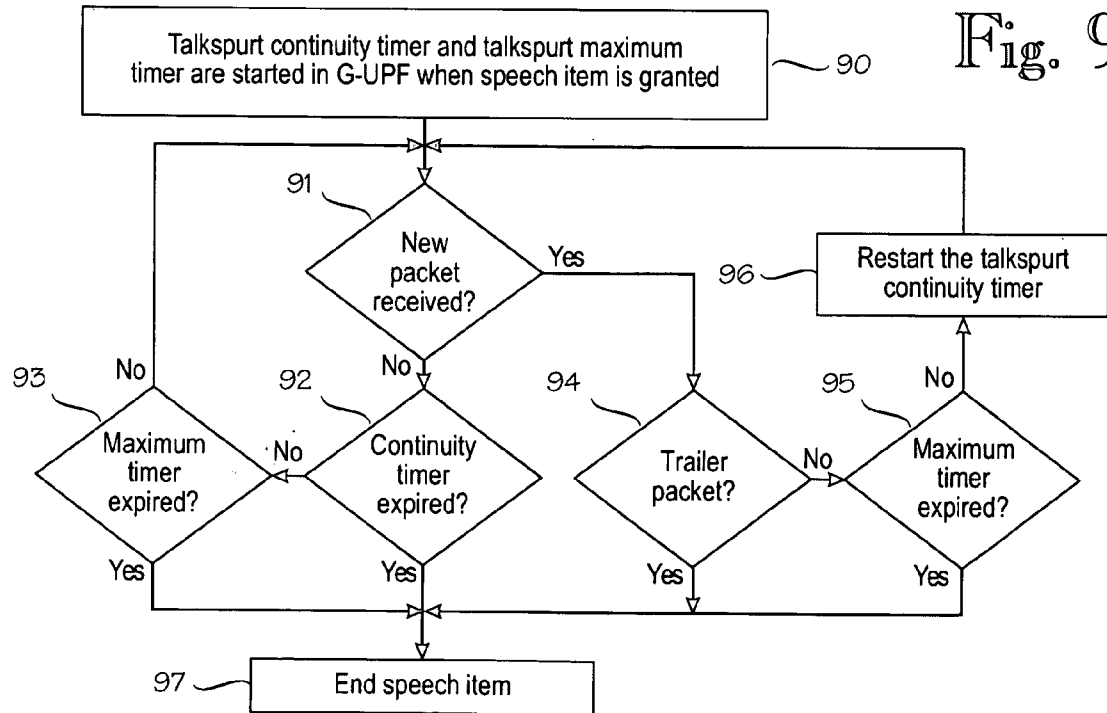 Fig. 9
Talkspurt continuity timer and talkspurt maximum
timer are started in G-UPF when speech item is granted
90
91
New
packet
received?
Yes
No
96
Restart the talkspurt
continuity timer
93
No
Maximum
timer
expired?
Yes
92
No
Continuity
timer
expired?
Yes
94
Trailer
packet?
No
Yes
95
No
Maximum
timer
expired?
Yes
97
End speech item